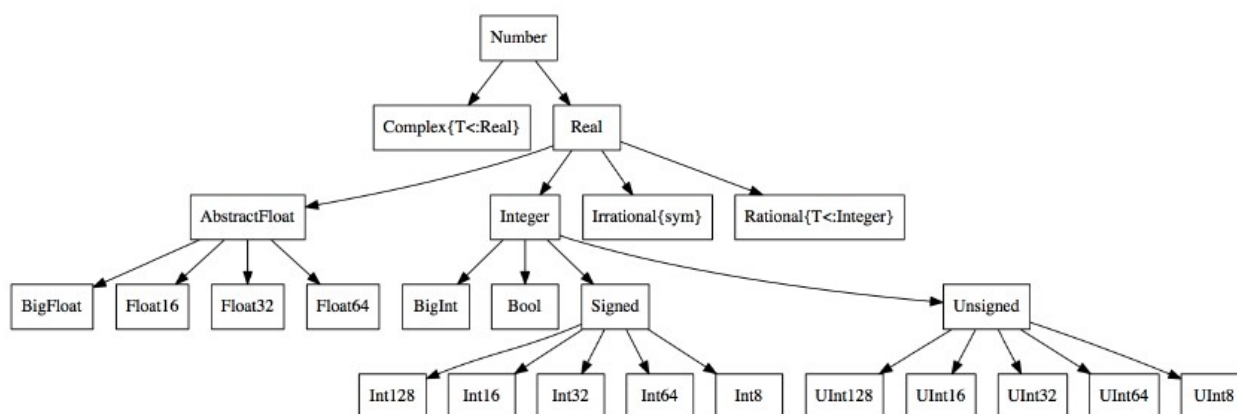 Number
Complex{T<:Real}
Real
AbstractFloat
Integer
Irrational{sym}
Rational{T<:Integer}
BigFloat
Float16
Float32
Float64
BigInt
Bool
Signed
Unsigned
Int128
Int16
Int32
Int64
Int8
UInt128
UInt16
UInt32
UInt64
UInt8